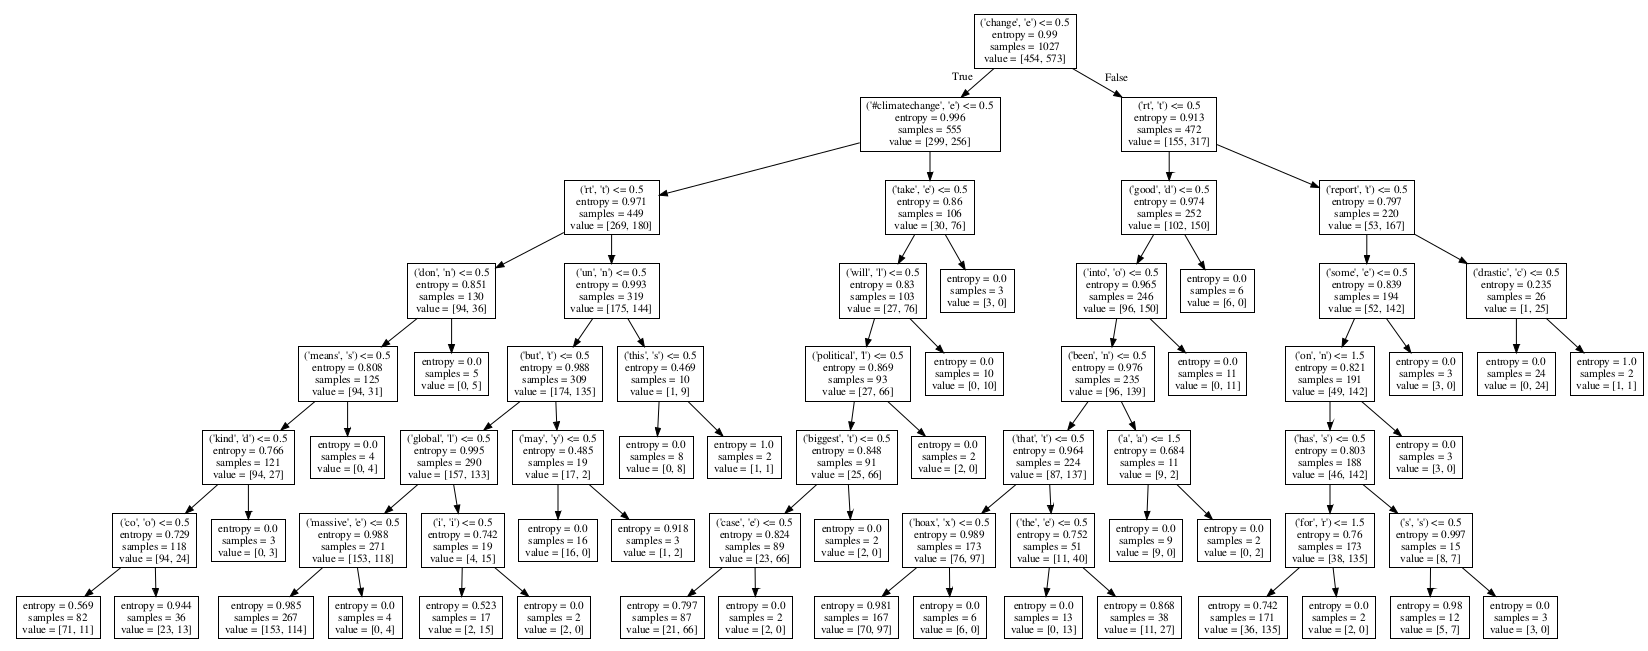 ('change', 'e') <= 0.5
entropy = 0.99
samples = 1027
value = [454, 573]
True
False
('#climatechange', 'e') <= 0.5
entropy = 0.996
samples = 555
value = [299, 256]
('rt', 't') <= 0.5
entropy = 0.913
samples = 472
value = [155, 317]
('rt', 't') <= 0.5
entropy = 0.971
samples = 449
value = [269, 180]
('take', 'e') <= 0.5
entropy = 0.86
samples = 106
value = [30, 76]
('good', 'd') <= 0.5
entropy = 0.974
samples = 252
value = [102, 150]
('report', 't') <= 0.5
entropy = 0.797
samples = 220
value = [53, 167]
('don', 'n') <= 0.5
entropy = 0.851
samples = 130
value = [94, 36]
('un', 'n') <= 0.5
entropy = 0.993
samples = 319
value = [175, 144]
('will', 'l') <= 0.5
entropy = 0.83
samples = 103
value = [27, 76]
entropy = 0.0
samples = 3
value = [3, 0]
('into', 'o') <= 0.5
entropy = 0.965
samples = 246
value = [96, 150]
entropy = 0.0
samples = 6
value = [6, 0]
('some', 'e') <= 0.5
entropy = 0.839
samples = 194
value = [52, 142]
('drastic', 'c') <= 0.5
entropy = 0.235
samples = 26
value = [1, 25]
('means', 's') <= 0.5
entropy = 0.808
samples = 125
value = [94, 31]
entropy = 0.0
samples = 5
value = [0, 5]
('but', 't') <= 0.5
entropy = 0.988
samples = 309
value = [174, 135]
('this', 's') <= 0.5
entropy = 0.469
samples = 10
value = [1, 9]
('political', 'l') <= 0.5
entropy = 0.869
samples = 93
value = [27, 66]
entropy = 0.0
samples = 10
value = [0, 10]
('been', 'n') <= 0.5
entropy = 0.976
samples = 235
value = [96, 139]
entropy = 0.0
samples = 11
value = [0, 11]
('on', 'n') <= 1.5
entropy = 0.821
samples = 191
value = [49, 142]
entropy = 0.0
samples = 3
value = [3, 0]
entropy = 0.0
samples = 24
value = [0, 24]
entropy = 1.0
samples = 2
value = [1, 1]
('kind', 'd') <= 0.5
entropy = 0.766
samples = 121
value = [94, 27]
entropy = 0.0
samples = 4
value = [0, 4]
('global', 'l') <= 0.5
entropy = 0.995
samples = 290
value = [157, 133]
('may', 'y') <= 0.5
entropy = 0.485
samples = 19
value = [17, 2]
entropy = 0.0
samples = 8
value = [0, 8]
entropy = 1.0
samples = 2
value = [1, 1]
('biggest', 't') <= 0.5
entropy = 0.848
samples = 91
value = [25, 66]
entropy = 0.0
samples = 2
value = [2, 0]
('that', 't') <= 0.5
entropy = 0.964
samples = 224
value = [87, 137]
('a', 'a') <= 1.5
entropy = 0.684
samples = 11
value = [9, 2]
('has', 's') <= 0.5
entropy = 0.803
samples = 188
value = [46, 142]
entropy = 0.0
samples = 3
value = [3, 0]
('co', 'o') <= 0.5
entropy = 0.729
samples = 118
value = [94, 24]
entropy = 0.0
samples = 3
value = [0, 3]
('massive', 'e') <= 0.5
entropy = 0.988
samples = 271
value = [153, 118]
('i', 'i') <= 0.5
entropy = 0.742
samples = 19
value = [4, 15]
entropy = 0.0
samples = 16
value = [16, 0]
entropy = 0.918
samples = 3
value = [1, 2]
('case', 'e') <= 0.5
entropy = 0.824
samples = 89
value = [23, 66]
entropy = 0.0
samples = 2
value = [2, 0]
('hoax', 'x') <= 0.5
entropy = 0.989
samples = 173
value = [76, 97]
('the', 'e') <= 0.5
entropy = 0.752
samples = 51
value = [11, 40]
entropy = 0.0
samples = 9
value = [9, 0]
entropy = 0.0
samples = 2
value = [0, 2]
('for', 'r') <= 1.5
entropy = 0.76
samples = 173
value = [38, 135]
('s', 's') <= 0.5
entropy = 0.997
samples = 15
value = [8, 7]
entropy = 0.569
samples = 82
value = [71, 11]
entropy = 0.944
samples = 36
value = [23, 13]
entropy = 0.985
samples = 267
value = [153, 114]
entropy = 0.0
samples = 4
value = [0, 4]
entropy = 0.523
samples = 17
value = [2, 15]
entropy = 0.0
samples = 2
value = [2, 0]
entropy = 0.797
samples = 87
value = [21, 66]
entropy = 0.0
samples = 2
value = [2, 0]
entropy = 0.981
samples = 167
value = [70, 97]
entropy = 0.0
samples = 6
value = [6, 0]
entropy = 0.0
samples = 13
value = [0, 13]
entropy = 0.868
samples = 38
value = [11, 27]
entropy = 0.742
samples = 171
value = [36, 135]
entropy = 0.0
samples = 2
value = [2, 0]
entropy = 0.98
samples = 12
value = [5, 7]
entropy = 0.0
samples = 3
value = [3, 0]